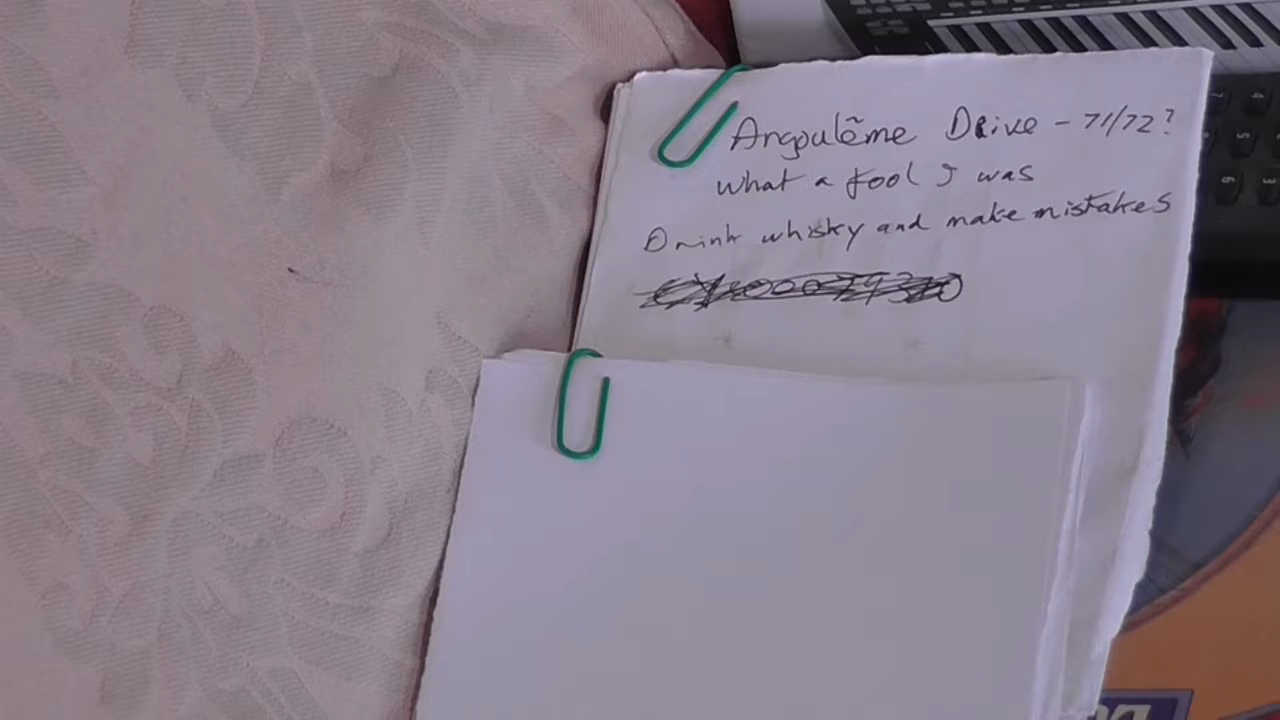 Angoulême Drive - 71/72?
What a fool I was
Drink whisky and make mistakes